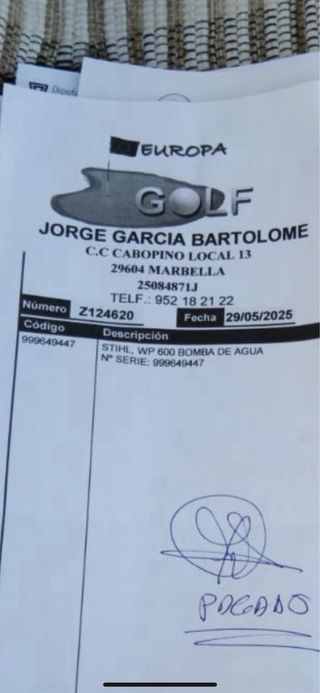 Diputa
EUROPA
GOLF
JORGE GARCIA BARTOLOME
C.C CABOPINO LOCAL 13
29604 MARBELLA
25084871J
TELF.: 952 18 21 22
Número Z124620 Fecha 29/05/2025
Código Descripción
999649447 STIHL, WP 600 BOMBA DE AGUA
Nº SERIE: 999649447
PAGADO